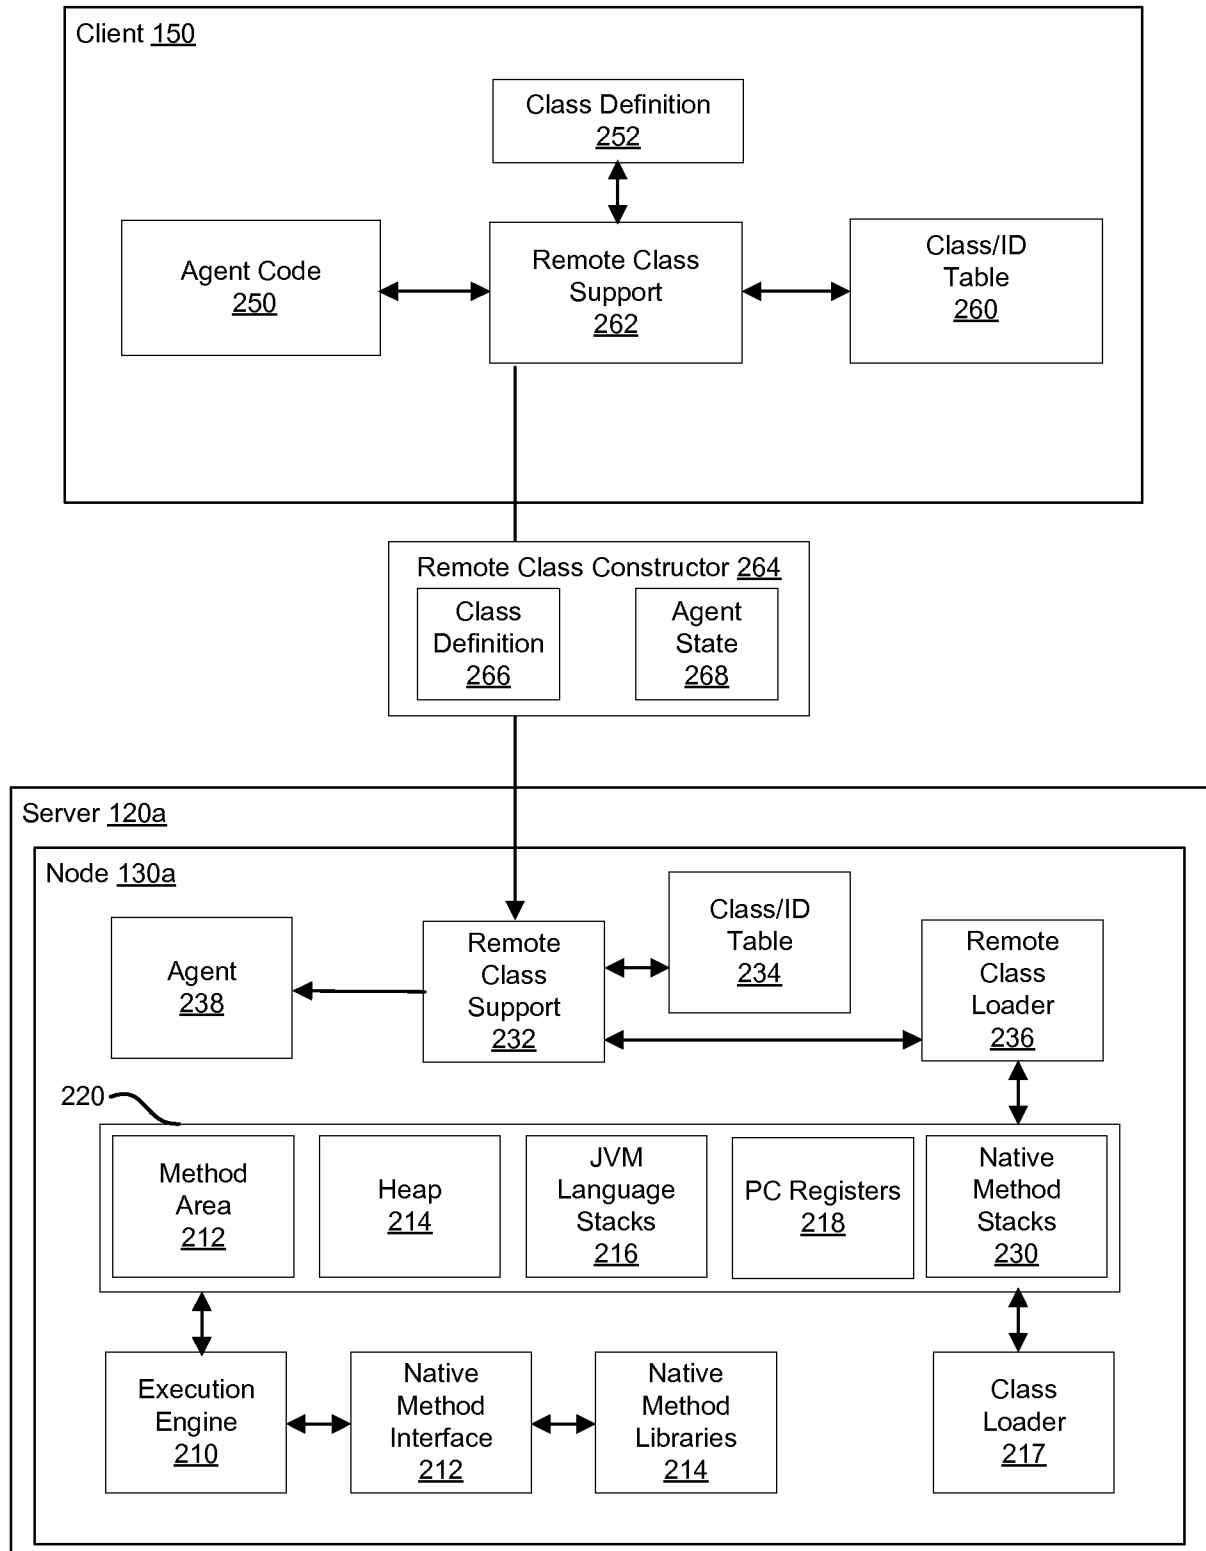 Client 150
Class Definition
252
Agent Code
250
Remote Class
Support
262
Class/ID
Table
260
Remote Class Constructor 264
Class
Definition
266
Agent
State
268
Server 120a
Node 130a
Agent
238
Remote
Class
Support
232
Class/ID
Table
234
Remote
Class
Loader
236
220
Method
Area
212
Heap
214
JVM
Language
Stacks
216
PC Registers
218
Native
Method
Stacks
230
Execution
Engine
210
Native
Method
Interface
212
Native
Method
Libraries
214
Class
Loader
217